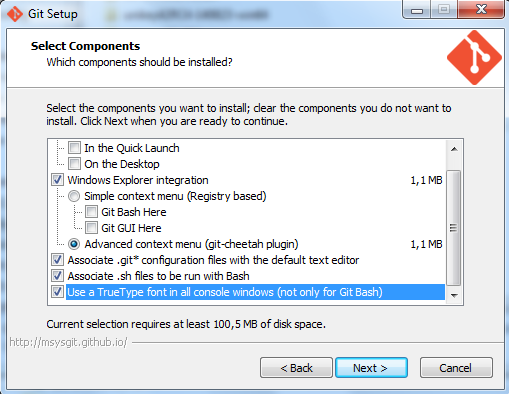 Git Setup
Select Components
Which components should be installed?
Select the components you want to install; clear the components you do not want to
install. Click Next when you are ready to continue.
In the Quick Launch
On the Desktop
Windows Explorer integration 1,1 MB
Simple context menu (Registry based)
Git Bash Here
Git GUI Here
Advanced context menu (git-cheetah plugin) 1,1 MB
Associate .git* configuration files with the default text editor
Associate .sh files to be run with Bash
Use a TrueType font in all console windows (not only for Git Bash)
Current selection requires at least 100,5 MB of disk space.
http://msysgit.github.io/
< Back Next > Cancel